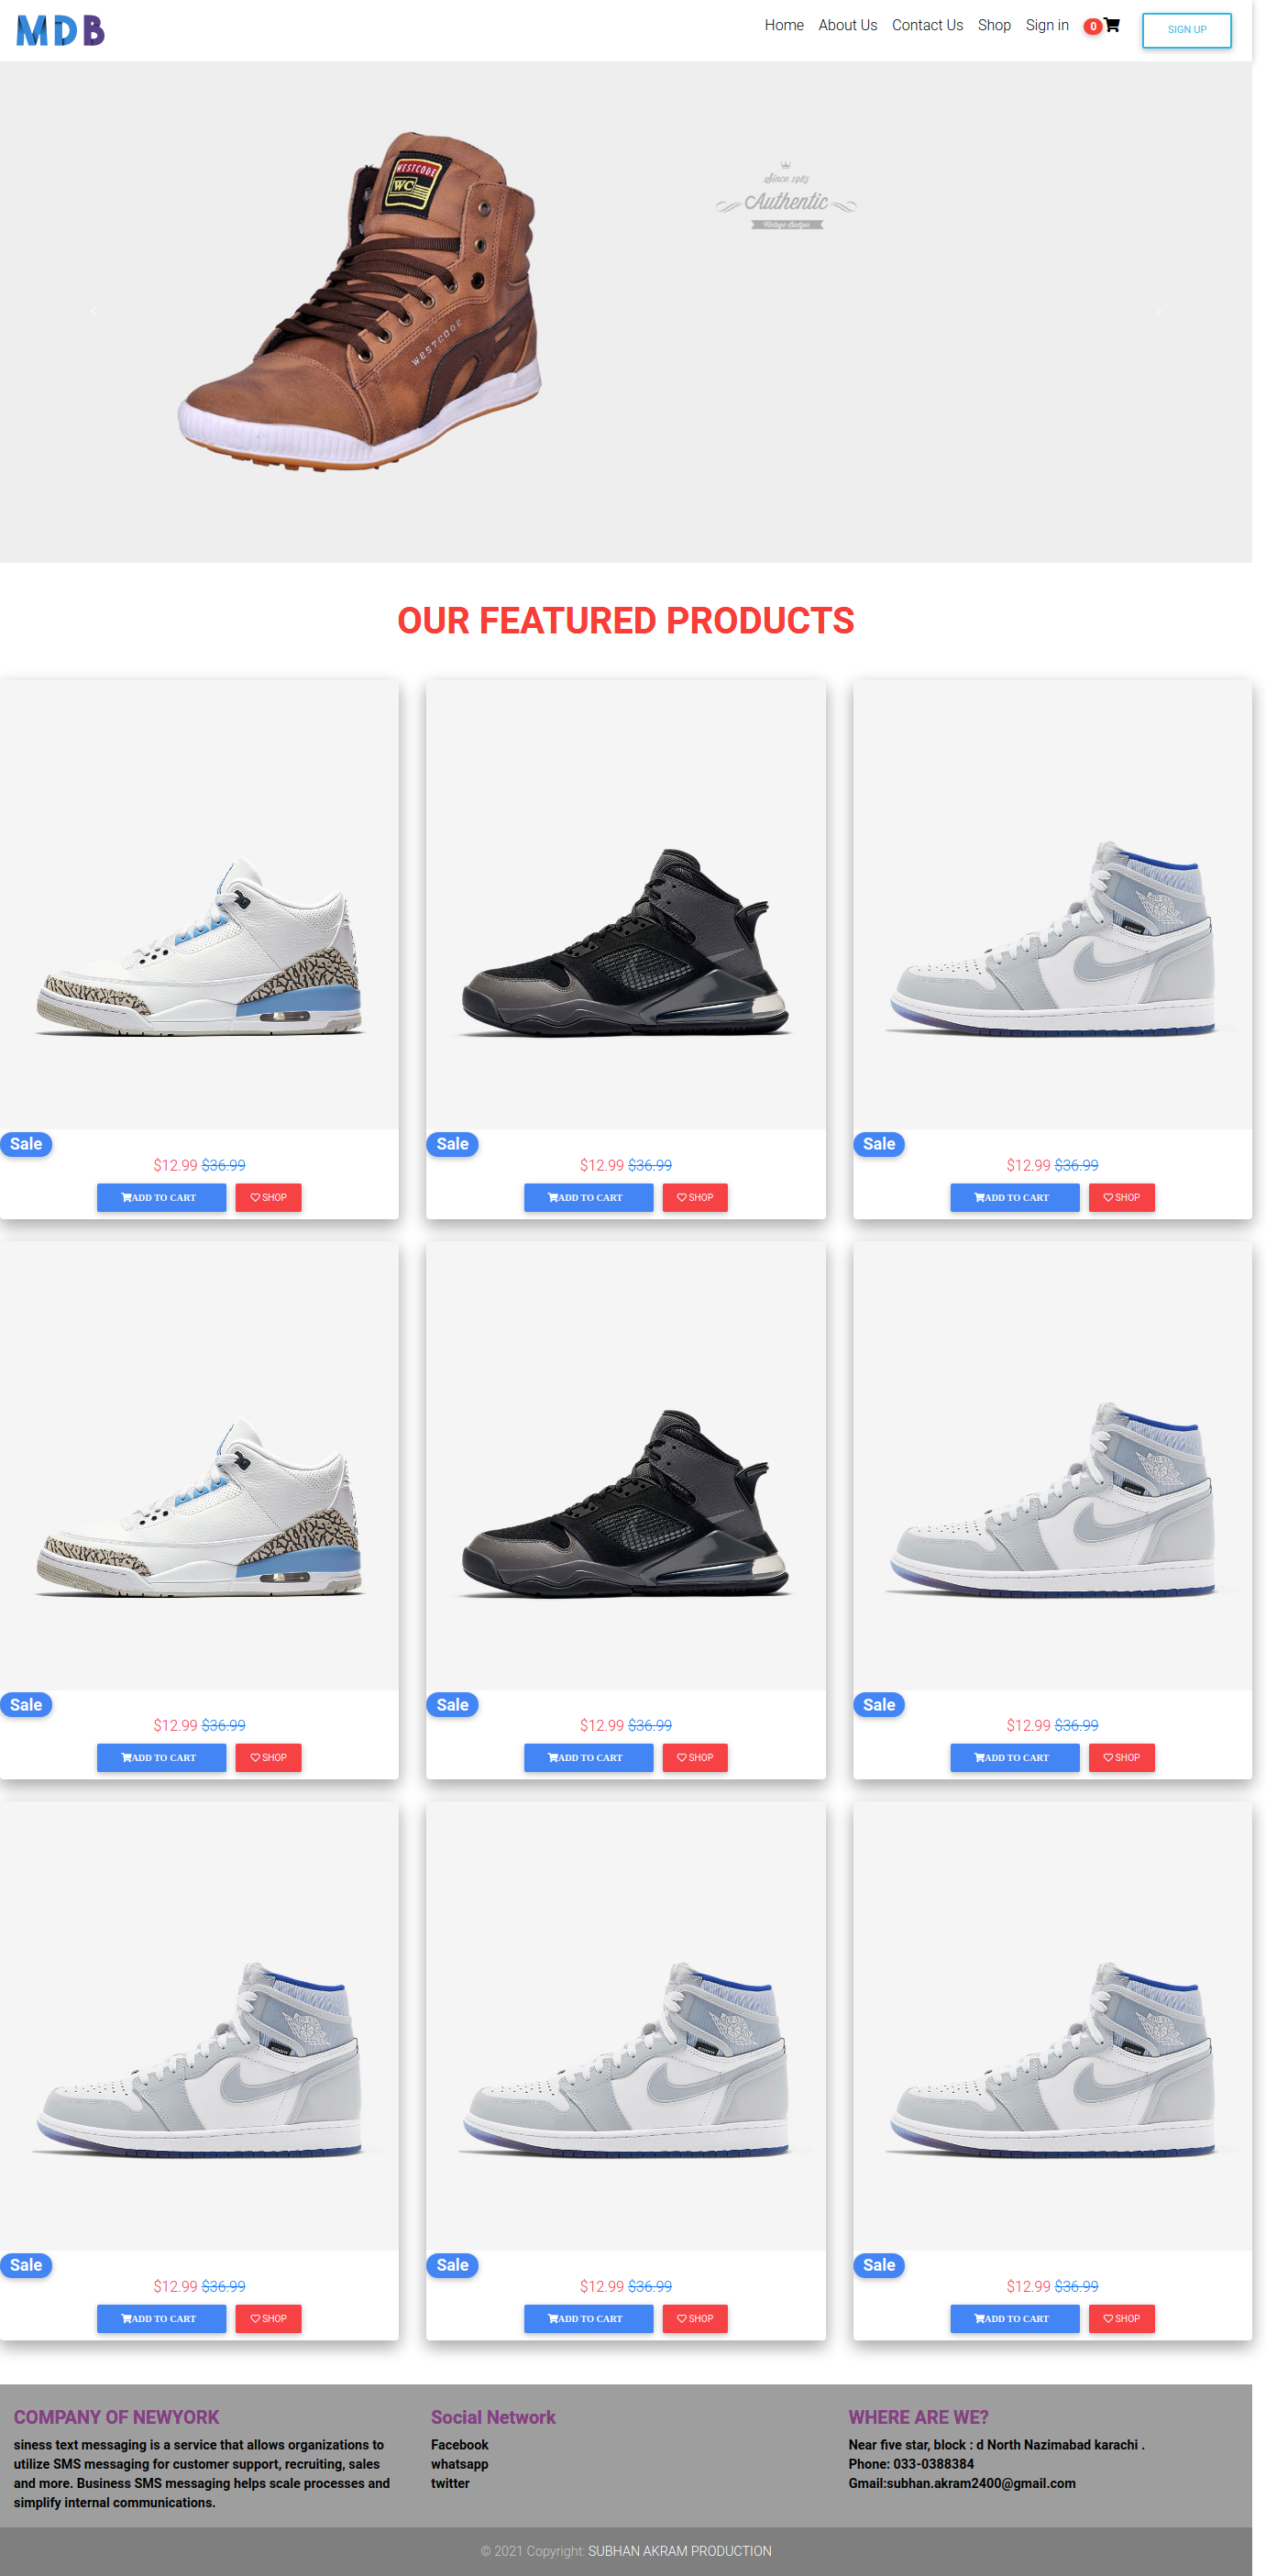 MDB
Home About Us Contact Us Shop Sign in 0 SIGN UP
WESTCODE
WC
WESTCODE
Since 1985
Authentic
Vintage Badges
OUR FEATURED PRODUCTS
Sale Sale Sale
$12.99 $36.99 $12.99 $36.99 $12.99 $36.99
ADD TO CART SHOP ADD TO CART SHOP ADD TO CART SHOP
Sale Sale Sale
$12.99 $36.99 $12.99 $36.99 $12.99 $36.99
ADD TO CART SHOP ADD TO CART SHOP ADD TO CART SHOP
Sale Sale Sale
$12.99 $36.99 $12.99 $36.99 $12.99 $36.99
ADD TO CART SHOP ADD TO CART SHOP ADD TO CART SHOP
COMPANY OF NEWYORK
siness text messaging is a service that allows organizations to
utilize SMS messaging for customer support, recruiting, sales
and more. Business SMS messaging helps scale processes and
simplify internal communications.
Social Network
Facebook
whatsapp
twitter
WHERE ARE WE?
Near five star, block : d North Nazimabad karachi .
Phone: 033-0388384
Gmail:subhan.akram2400@gmail.com
© 2021 Copyright: SUBHAN AKRAM PRODUCTION